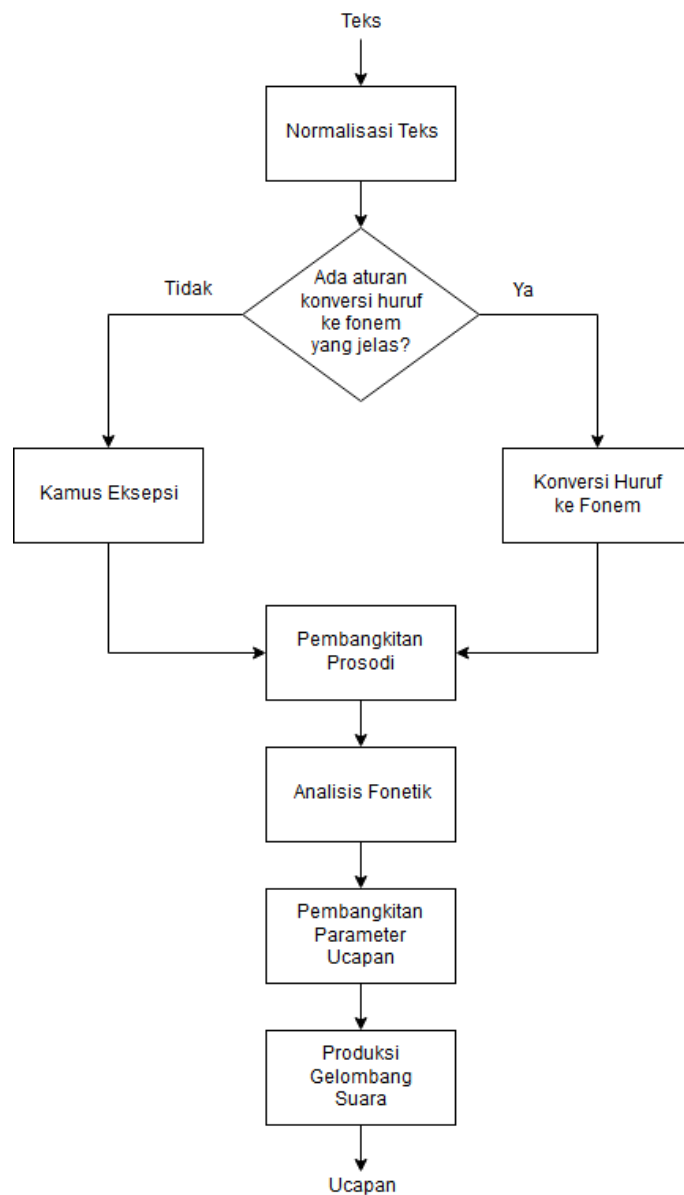 Teks
Normalisasi Teks
Ada aturan
konversi huruf
ke fonem
yang jelas?
Tidak
Ya
Kamus Eksepsi
Konversi Huruf
ke Fonem
Pembangkitan
Prosodi
Analisis Fonetik
Pembangkitan
Parameter
Ucapan
Produksi
Gelombang
Suara
Ucapan